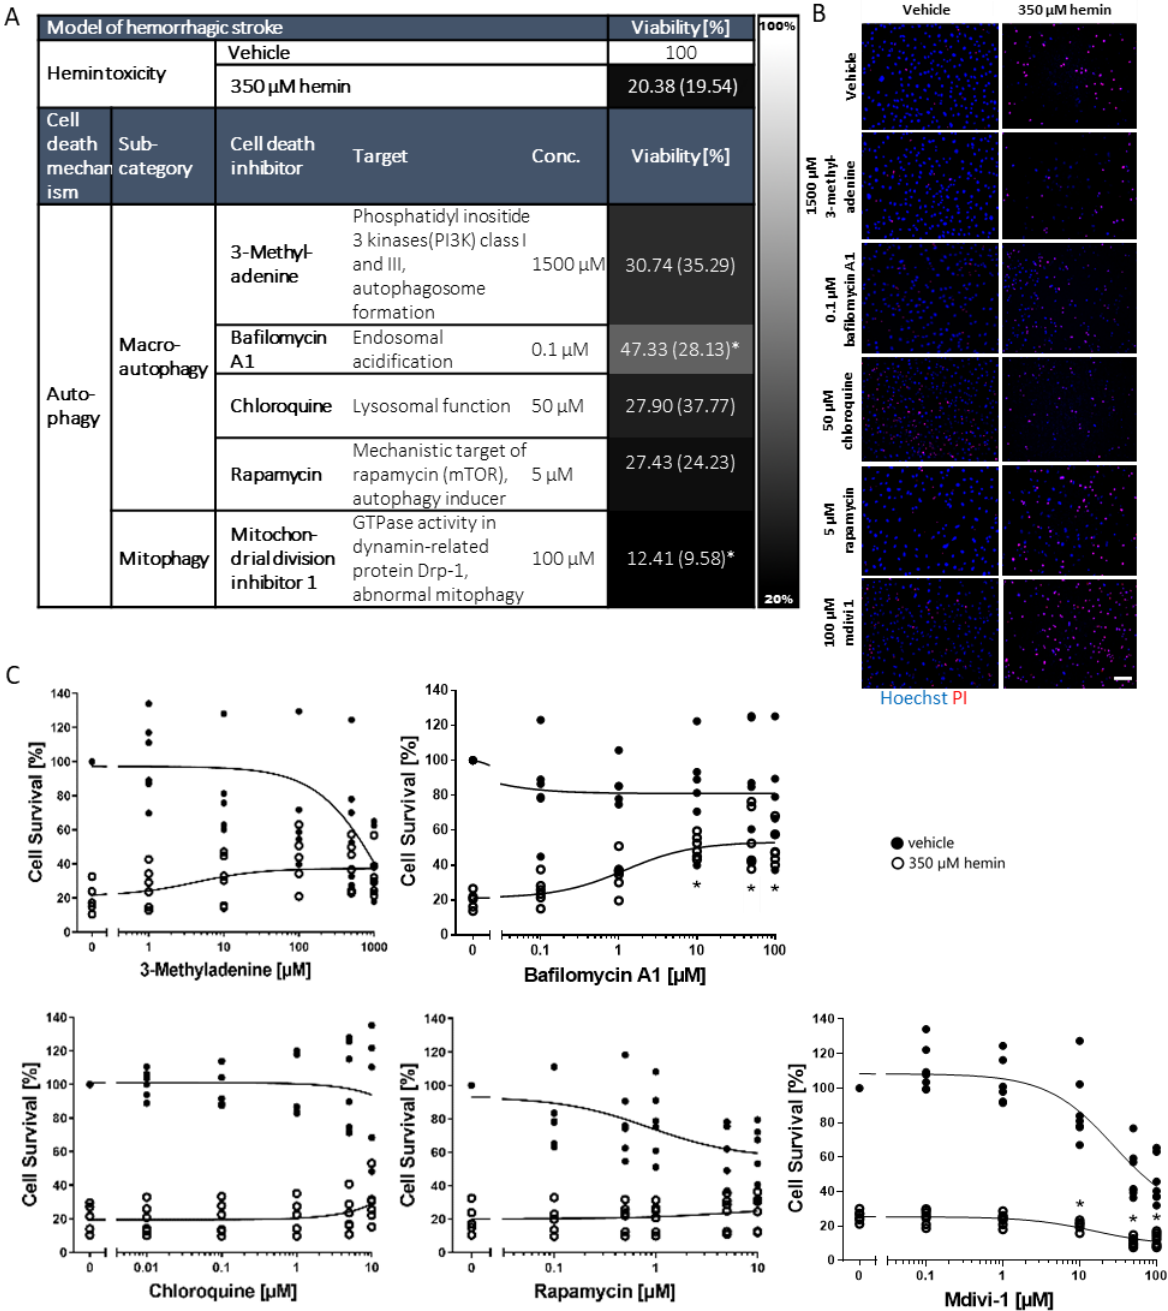 A
Model of hemorrhagic stroke Viability [%]
Hemin toxicity
Vehicle 100
350 µM hemin 20.38 (19.54)
Cell
death
mechan
ism
Sub-
category
Cell death
inhibitor
Target
Conc.
Viability [%]
Auto-
phagy
Macro-
autophagy
3-Methyl-
adenine
Phosphatidyl inositide
3 kinases(PI3K) class I
and III,
autophagosome
formation
1500 µM
30.74 (35.29)
Bafilomycin
A1
Endosomal
acidification
0.1 µM
47.33 (28.13)*
Chloroquine
Lysosomal function
50 µM
27.90 (37.77)
Rapamycin
Mechanistic target of
rapamycin (mTOR),
autophagy inducer
5 µM
27.43 (24.23)
Mitophagy
Mitochon-
drial division
inhibitor 1
GTPase activity in
dynamin-related
protein Drp-1,
abnormal mitophagy
100 µM
12.41 (9.58)*
100%
20%
B
Vehicle
350 µM hemin
Vehicle
1500 µM
3-methyl-
adenine
0.1 µM
bafilomycin A1
50 µM
chloroquine
5 µM
rapamycin
100 µM
mdivi 1
Hoechst PI
C
Cell Survival [%]
140
120
100
80
60
40
20
0
0 1 10 100 1000
3-Methyladenine [µM]
Cell Survival [%]
140
120
100
80
60
40
20
0
* * *
0 0.1 1 10 100
Bafilomycin A1 [µM]
vehicle
350 µM hemin
Cell Survival [%]
140
120
100
80
60
40
20
0
0 0.01 0.1 1 10
Chloroquine [µM]
Cell Survival [%]
140
120
100
80
60
40
20
0
0 0.1 1 10
Rapamycin [µM]
Cell Survival [%]
140
120
100
80
60
40
20
0
* * *
0 0.1 1 10 100
Mdivi-1 [µM]